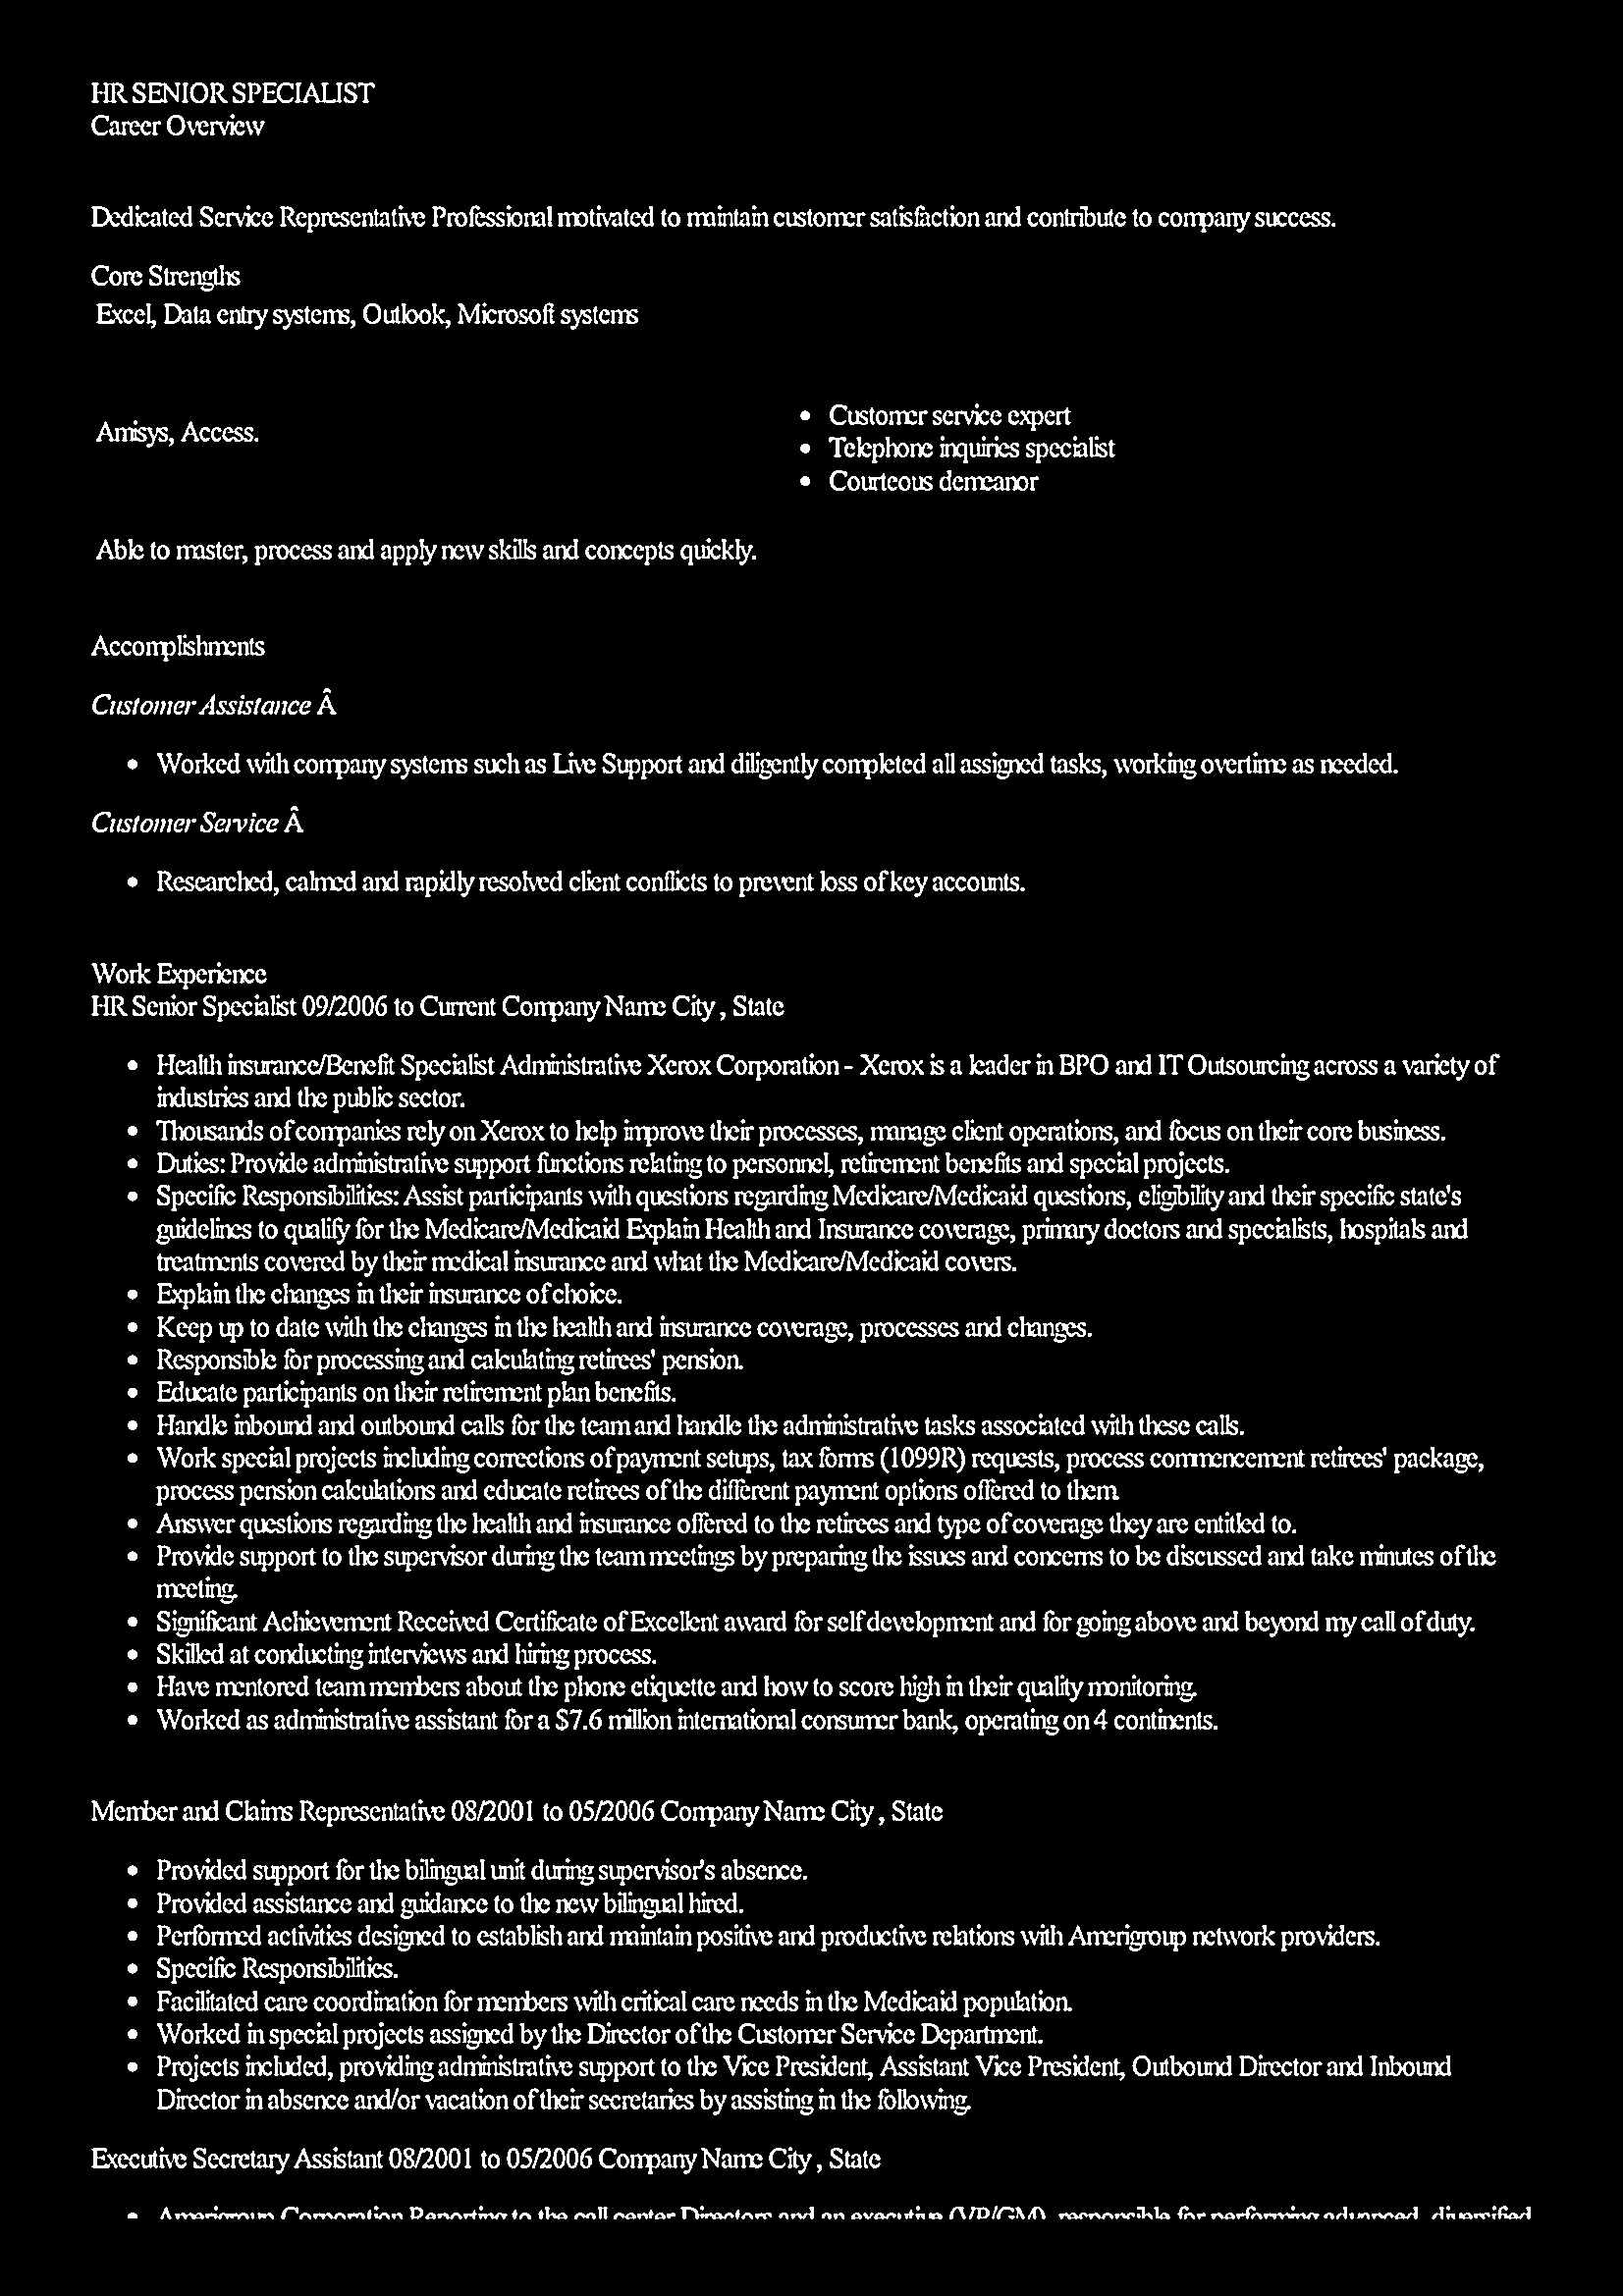 HR SENIOR SPECIALIST
Career Overview
Dedicated Service Representative Professional motivated to maintain customer satisfaction and contribute to company success.
Core Strengths
Excel, Data entry systems, Outlook, Microsoft systems
Amisys, Access.
• Customer service expert
• Telephone inquiries specialist
• Courteous demeanor
Able to master, process and apply new skills and concepts quickly.
Accomplishments
Customer Assistance Â
• Worked with company systems such as Live Support and diligently completed all assigned tasks, working overtime as needed.
Customer Service Â
• Researched, calmed and rapidly resolved client conflicts to prevent loss of key accounts.
Work Experience
HR Senior Specialist 09/2006 to Current Company Name City , State
• Health insurance/Benefit Specialist Administrative Xerox Corporation - Xerox is a leader in BPO and IT Outsourcing across a variety of
industries and the public sector.
• Thousands of companies rely on Xerox to help improve their processes, manage client operations, and focus on their core business.
• Duties: Provide administrative support functions relating to personnel, retirement benefits and special projects.
• Specific Responsibilities: Assist participants with questions regarding Medicare/Medicaid questions, eligibility and their specific state's
guidelines to qualify for the Medicare/Medicaid Explain Health and Insurance coverage, primary doctors and specialists, hospitals and
treatments covered by their medical insurance and what the Medicare/Medicaid covers.
• Explain the changes in their insurance of choice.
• Keep up to date with the changes in the health and insurance coverage, processes and changes.
• Responsible for processing and calculating retirees' pension.
• Educate participants on their retirement plan benefits.
• Handle inbound and outbound calls for the team and handle the administrative tasks associated with these calls.
• Work special projects including corrections of payment setups, tax forms (1099R) requests, process commencement retirees' package,
process pension calculations and educate retirees of the different payment options offered to them.
• Answer questions regarding the health and insurance offered to the retirees and type of coverage they are entitled to.
• Provide support to the supervisor during the team meetings by preparing the issues and concerns to be discussed and take minutes of the
meeting.
• Significant Achievement Received Certificate of Excellent award for self development and for going above and beyond my call of duty.
• Skilled at conducting interviews and hiring process.
• Have mentored team members about the phone etiquette and how to score high in their quality monitoring.
• Worked as administrative assistant for a $7.6 million international consumer bank, operating on 4 continents.
Member and Claims Representative 08/2001 to 05/2006 Company Name City , State
• Provided support for the bilingual unit during supervisor's absence.
• Provided assistance and guidance to the new bilingual hired.
• Performed activities designed to establish and maintain positive and productive relations with Amerigroup network providers.
• Specific Responsibilities.
• Facilitated care coordination for members with critical care needs in the Medicaid population.
• Worked in special projects assigned by the Director of the Customer Service Department.
• Projects included, providing administrative support to the Vice President, Assistant Vice President, Outbound Director and Inbound
Director in absence and/or vacation of their secretaries by assisting in the following.
Executive Secretary Assistant 08/2001 to 05/2006 Company Name City , State
• Amerigroup Corporation Reporting to the call center Directors and an executive (VP/GM), responsible for performing advanced, diversified